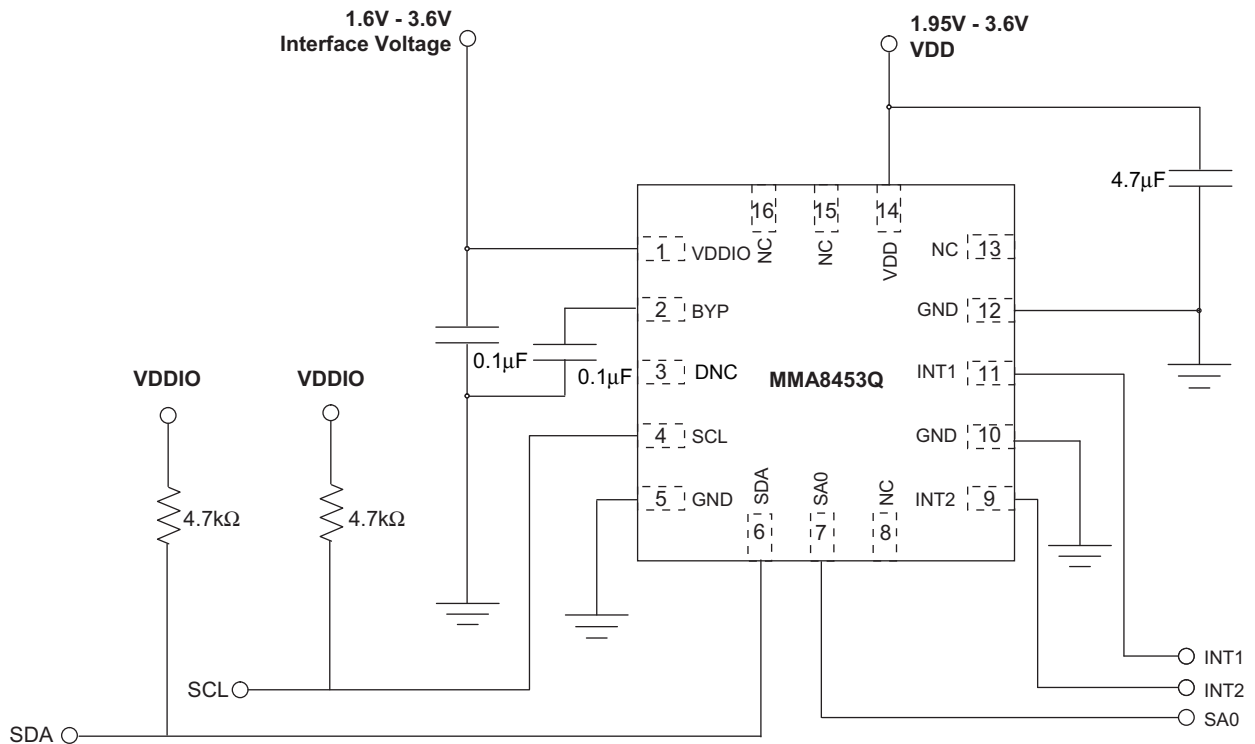 1.6V - 3.6V
Interface Voltage
1.95V - 3.6V
VDD
4.7μF
16
15
14
NC
NC
VDD
1
VDDIO
NC
13
2
BYP
GND
12
0.1μF
0.1μF
3
DNC
MMA8453Q
INT1
11
VDDIO
VDDIO
4
SCL
GND
10
5
GND
SDA
SA0
NC
INT2
9
6
7
8
4.7kΩ
4.7kΩ
INT1
SCL
INT2
SA0
SDA